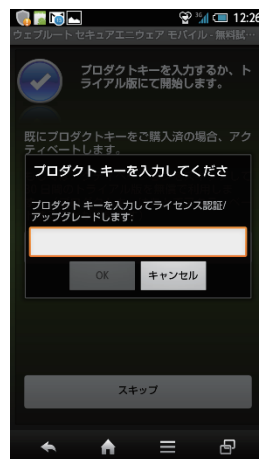 12:26
ウェブルート セキュアエニウェア モバイル - 無料試…
プロダクトキーを入力するか、ト
ライアル版にて開始します。
既にプロダクトキーをご購入済の場合、アク
ティベートします。
プロダクト キーを入力してくださ
プロダクト キーを入力してライセンス認証/
アップグレードします:
OK キャンセル
スキップ